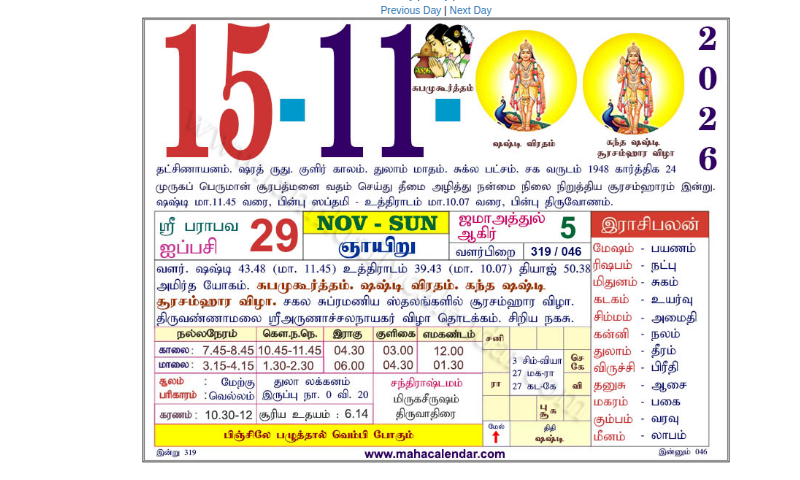 Previous Day | Next Day
15-11-2026
சுபமுகூர்த்தம்
ஷஷ்டி விரதம்
கந்த ஷஷ்டி
சூரசம்ஹார விழா
தட்சிணாயனம். ஷரத் ருது. குளிர் காலம். துலாம் மாதம். சுக்ல பட்சம். சக வருடம் 1948 கார்த்திக 24
முருகப் பெருமான் சூரபத்மனை வதம் செய்து தீமை அழித்து நன்மை நிலை நிறுத்திய சூரசம்ஹாரம் இன்று.
ஷஷ்டி மா.11.45 வரை, பின்பு ஸப்தமி - உத்திராடம் மா.10.07 வரை, பின்பு திருவோணம்.
ஸ்ரீ பராபவ
ஐப்பசி
29
NOV - SUN
ஞாயிறு
ஜமாஅத்துல்
ஆகிர்
5
வளர்பிறை 319 / 046
வளர். ஷஷ்டி 43.48 (மா. 11.45) உத்திராடம் 39.43 (மா. 10.07) தியாஜ் 50.38
அமிர்த யோகம். சுபமுகூர்த்தம். ஷஷ்டி விரதம். கந்த ஷஷ்டி
சூரசம்ஹார விழா. சகல சுப்ரமணிய ஸ்தலங்களில் சூரசம்ஹார விழா.
திருவண்ணாமலை ஸ்ரீஅருணாச்சலநாயகர் விழா தொடக்கம். சிறிய நகசு.
நல்லநேரம் கௌ.ந.நெ. இராகு குளிகை எமகண்டம்
காலை: 7.45-8.45 10.45-11.45 04.30 03.00 12.00
மாலை: 3.15-4.15 1.30-2.30 06.00 04.30 01.30
சூலம் : மேற்கு
பரிகாரம் : வெல்லம்
கரணம் : 10.30-12
துலா லக்கனம்
இருப்பு நா. 0 வி. 20
சூரிய உதயம் : 6.14
சந்திராஷ்டமம்
மிருகசீருஷம்
திருவாதிரை
பிஞ்சிலே பழுத்தால் வெம்பி போகும்
சனி
3 சிம்-வியா
27 மக-ரா
27 கட-கே
செ
கே
ரா
வி
பு
சூ சு
மேல்
திதி
ஷஷ்டி
இராசிபலன்
மேஷம் - பயணம்
ரிஷபம் - நட்பு
மிதுனம் - சுகம்
கடகம் - உயர்வு
சிம்மம் - அமைதி
கன்னி - நலம்
துலாம் - தீரம்
விருச்சி - பிரீதி
தனுசு - ஆசை
மகரம் - பகை
கும்பம் - வரவு
மீனம் - லாபம்
இன்று 319
www.mahacalendar.com
இன்னும் 046